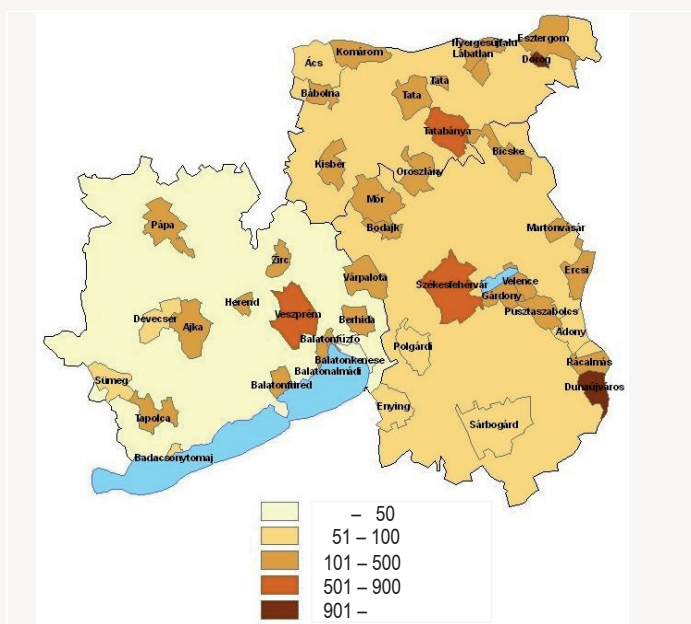 Nyergesújfalu
Esztergom
Komárom
Lábatlan
Dorog
Ács
Tata
Bábolna
Tata
Tatabánya
Bicske
Kisbér
Oroszlány
Mór
Bodajk
Pápa
Martonvásár
Zirc
Várpalota
Ercsi
Székesfehérvár
Velence
Gárdony
Herend
Pusztaszabolcs
Devecser
Veszprém
Berhida
Ajka
Adony
Balatonfűzfő
Polgárdi
Balatonkenese
Rácalmás
Balatonalmádi
Sümeg
Balatonfüred
Dunaújváros
Enying
Tapolca
Sárbogárd
Badacsonytomaj
– 50
51 – 100
101 – 500
501 – 900
901 –